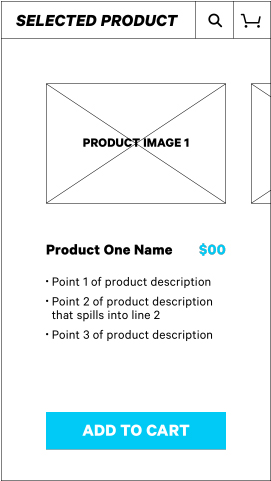 SELECTED PRODUCT
PRODUCT IMAGE 1
Product One Name $00
· Point 1 of product description
· Point 2 of product description
that spills into line 2
· Point 3 of product description
ADD TO CART